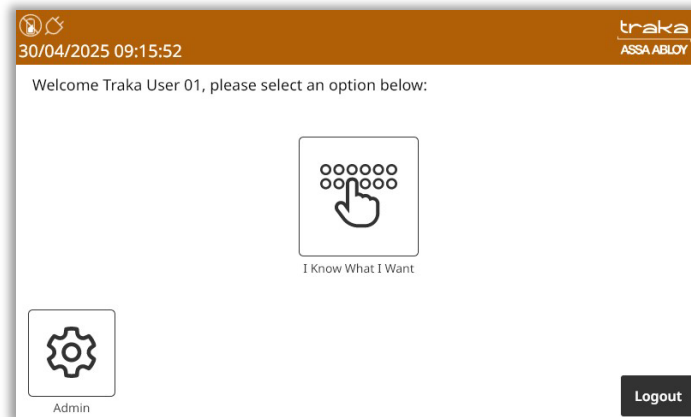 traka
30/04/2025 09:15:52
ASSA ABLOY
Welcome Traka User 01, please select an option below:
I Know What I Want
Admin
Logout